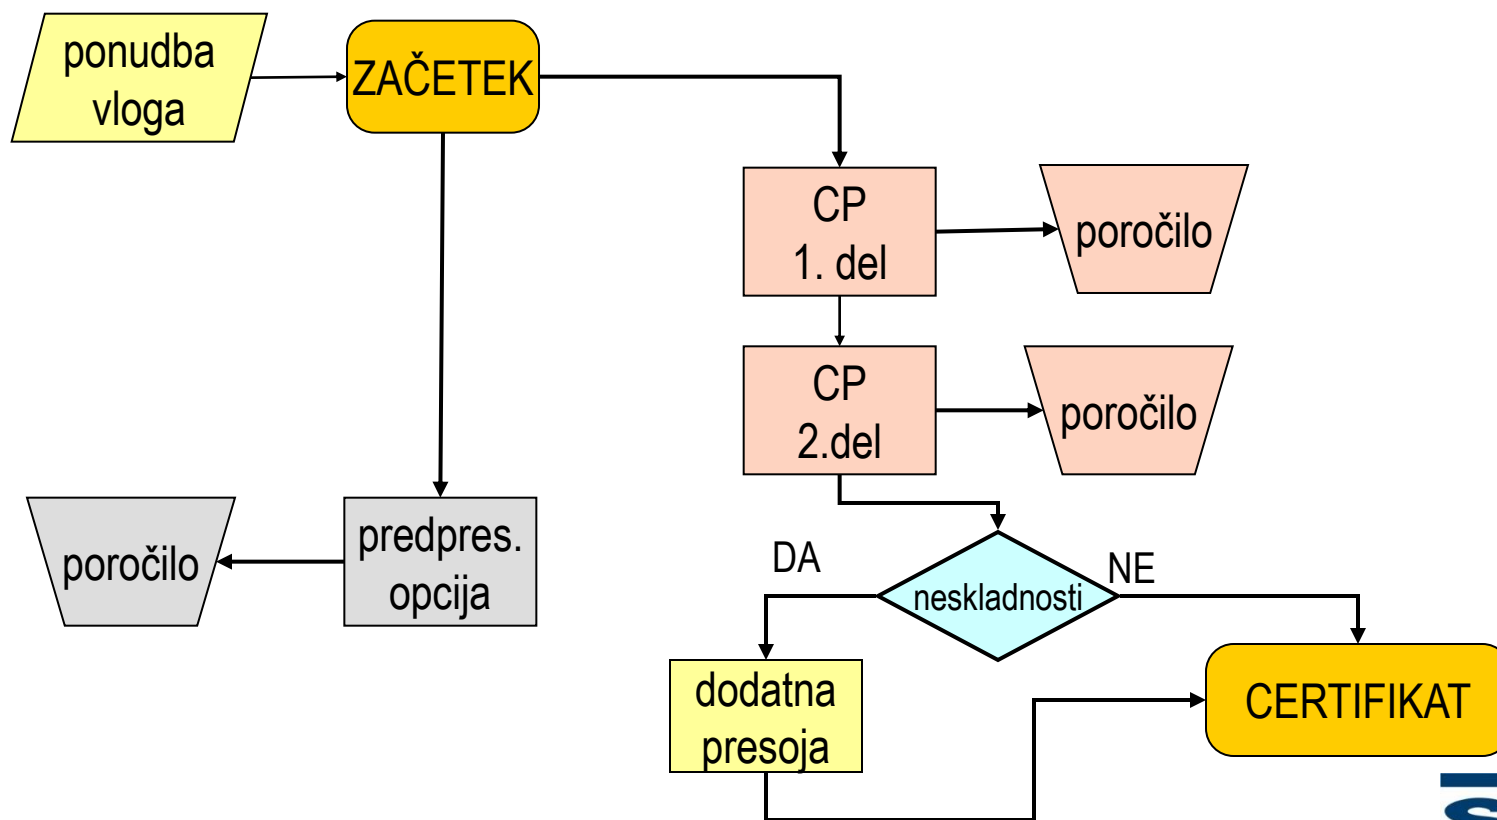 ponudba
vloga
ZAČETEK
CP
1. del
poročilo
CP
2.del
poročilo
predpres.
opcija
poročilo
DA
NE
neskladnosti
dodatna
presoja
CERTIFIKAT